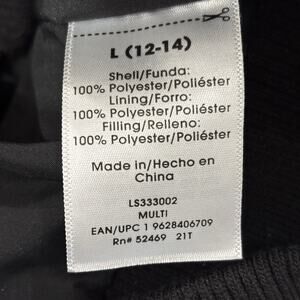 L (12-14)
Shell/Funda:
100% Polyester/Poliéster
Lining/Forro:
100% Polyester/Poliéster
Filling/Relleno:
100% Polyester/Poliéster
Made in/Hecho en
China
LS333002
MULTI
EAN/UPC 1 9628406709
Rn# 52469 21T